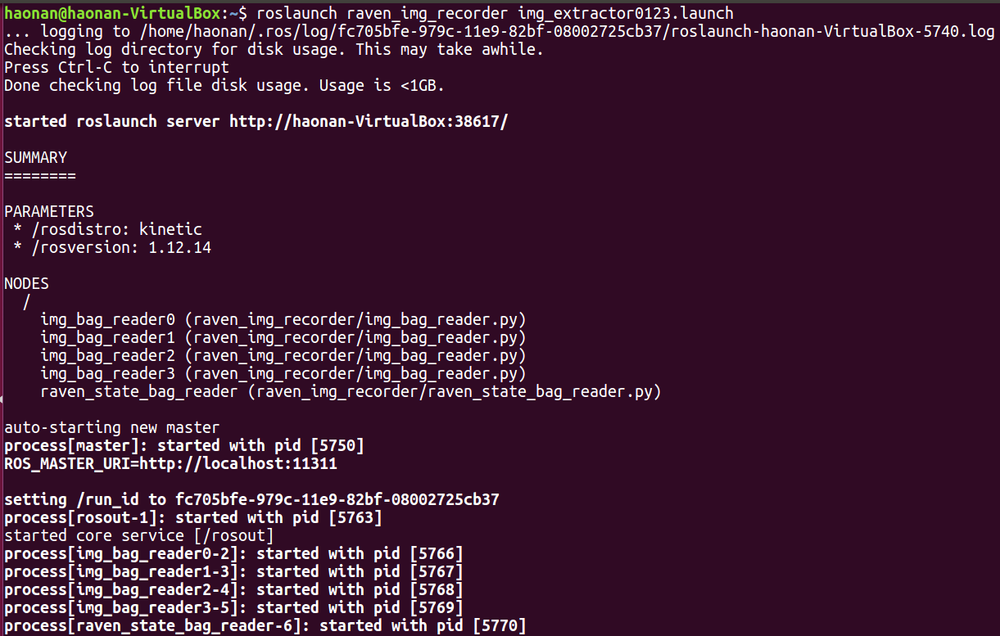 haonan@haonan-VirtualBox:~$ roslaunch raven_img_recorder img_extractor0123.launch
... logging to /home/haonan/.ros/log/fc705bfe-979c-11e9-82bf-08002725cb37/roslaunch-haonan-VirtualBox-5740.log
Checking log directory for disk usage. This may take awhile.
Press Ctrl-C to interrupt
Done checking log file disk usage. Usage is <1GB.

started roslaunch server http://haonan-VirtualBox:38617/

SUMMARY
========

PARAMETERS
 * /rosdistro: kinetic
 * /rosversion: 1.12.14

NODES
  /
    img_bag_reader0 (raven_img_recorder/img_bag_reader.py)
    img_bag_reader1 (raven_img_recorder/img_bag_reader.py)
    img_bag_reader2 (raven_img_recorder/img_bag_reader.py)
    img_bag_reader3 (raven_img_recorder/img_bag_reader.py)
    raven_state_bag_reader (raven_img_recorder/raven_state_bag_reader.py)

auto-starting new master
process[master]: started with pid [5750]
ROS_MASTER_URI=http://localhost:11311

setting /run_id to fc705bfe-979c-11e9-82bf-08002725cb37
process[rosout-1]: started with pid [5763]
started core service [/rosout]
process[img_bag_reader0-2]: started with pid [5766]
process[img_bag_reader1-3]: started with pid [5767]
process[img_bag_reader2-4]: started with pid [5768]
process[img_bag_reader3-5]: started with pid [5769]
process[raven_state_bag_reader-6]: started with pid [5770]